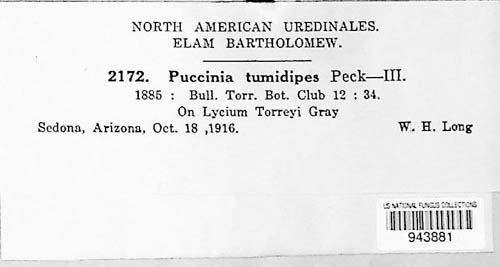 NORTH AMERICAN UREDINALES.
ELAM BARTHOLOMEW.
2172. Puccinia tumidipes Peck—III.
1885 : Bull. Torr. Bot. Club 12 : 34.
On Lycium Torreyi Gray
Sedona, Arizona, Oct. 18 ,1916. W. H. Long
US NATIONAL FUNGUS COLLECTIONS
943881